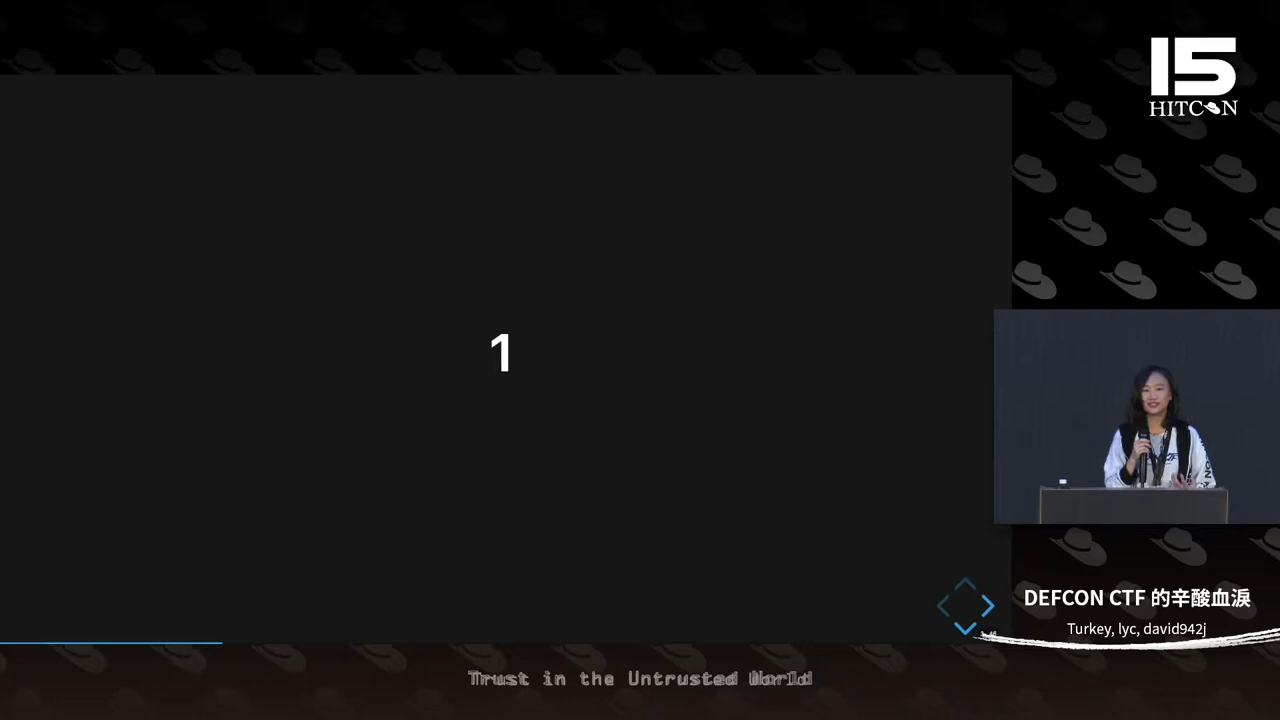 15
HITCON
1
DEFCON CTF 的辛酸血淚
Turkey, lyc, david942j
Trust in the Untrusted World